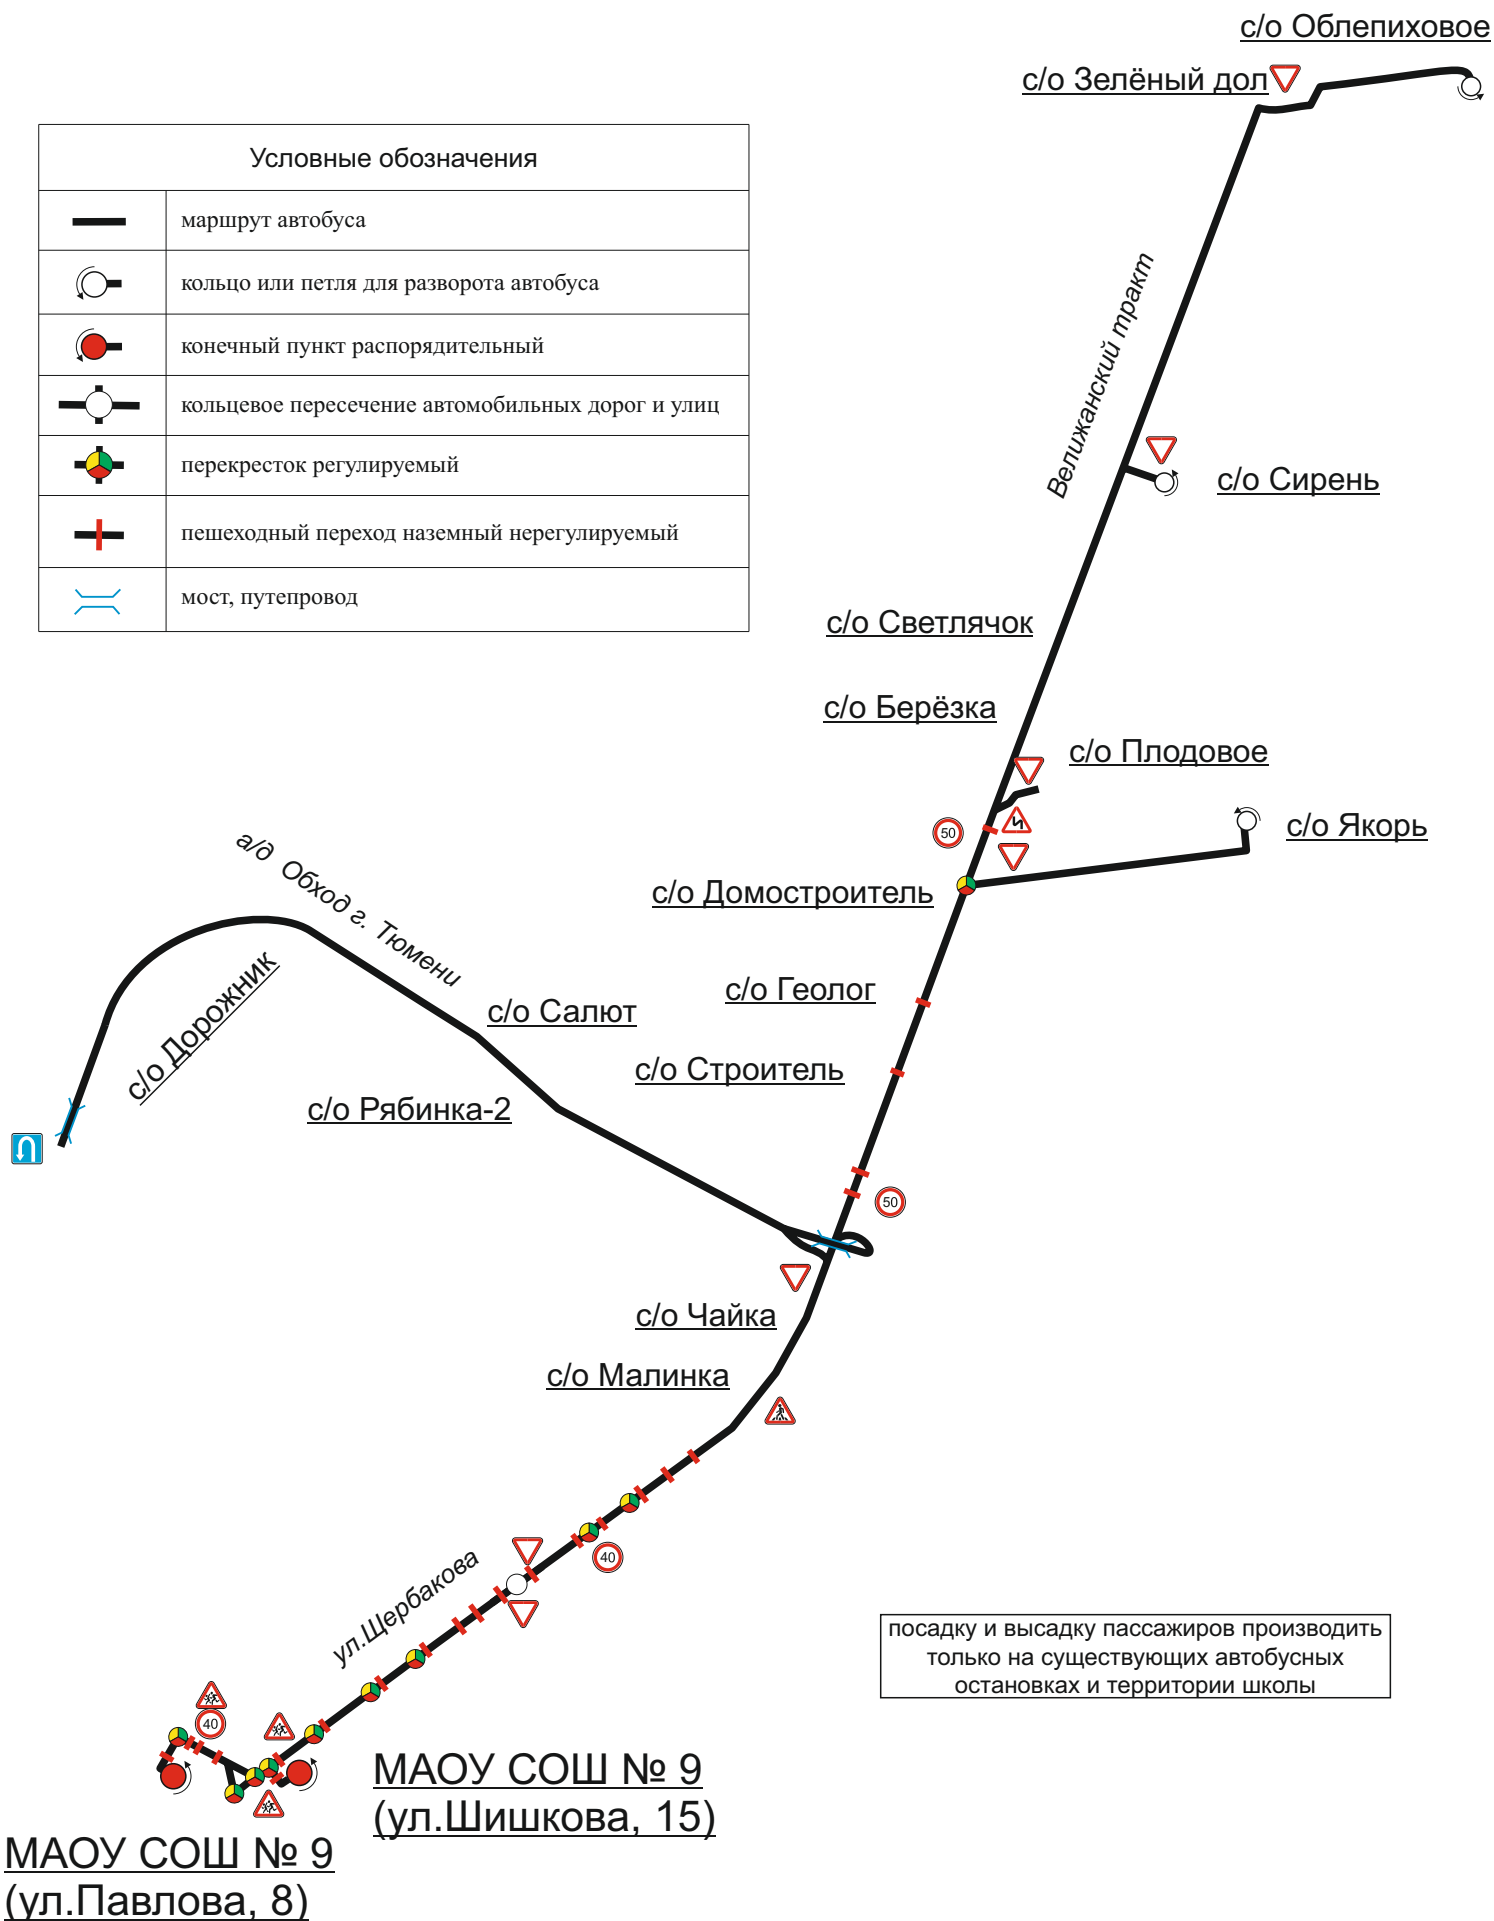 с/о Облепиховое
с/о Зелёный дол
Условные обозначения
маршрут автобуса
кольцо или петля для разворота автобуса
конечный пункт распорядительный
кольцевое пересечение автомобильных дорог и улиц
перекресток регулируемый
пешеходный переход наземный нерегулируемый
мост, путепровод
Велижанский тракт
с/о Сирень
с/о Светлячок
с/о Берёзка
с/о Плодовое
50
с/о Якорь
с/о Домостроитель
а/д Обход г. Тюмени
с/о Дорожник
с/о Геолог
с/о Салют
с/о Строитель
с/о Рябинка-2
50
с/о Чайка
с/о Малинка
40
ул.Щербакова
посадку и высадку пассажиров производить
только на существующих автобусных
остановках и территории школы
40
МАОУ СОШ № 9
(ул.Шишкова, 15)
МАОУ СОШ № 9
(ул.Павлова, 8)